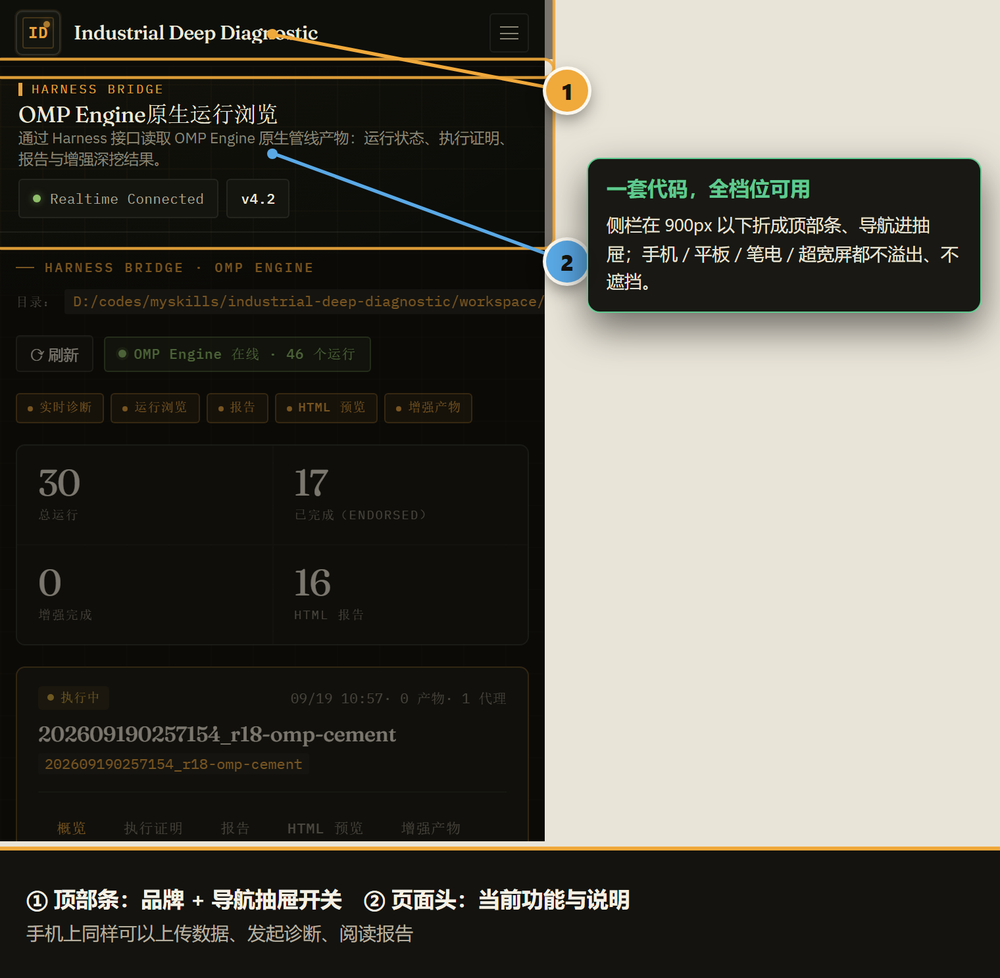 ID
Industrial Deep Diagnostic
1
HARNESS BRIDGE
OMP Engine原生运行浏览
通过 Harness 接口读取 OMP Engine 原生管线产物：运行状态、执行证明、
报告与增强深挖结果。
Realtime Connected
v4.2
一套代码，全档位可用
侧栏在 900px 以下折成顶部条、导航进抽
屉；手机 / 平板 / 笔电 / 超宽屏都不溢出、不
遮挡。
2
HARNESS BRIDGE · OMP ENGINE
目录： D:/codes/myskills/industrial-deep-diagnostic/workspace/
刷新
OMP Engine 在线 · 46 个运行
实时诊断
运行浏览
报告
HTML 预览
增强产物
30
总运行
17
已完成（ENDORSED）
0
增强完成
16
HTML 报告
执行中
09/19 10:57· 0 产物· 1 代理
202609190257154_r18-omp-cement
202609190257154_r18-omp-cement
概览 执行证明 报告 HTML 预览 增强产物
① 顶部条：品牌 + 导航抽屉开关 ② 页面头：当前功能与说明
手机上同样可以上传数据、发起诊断、阅读报告